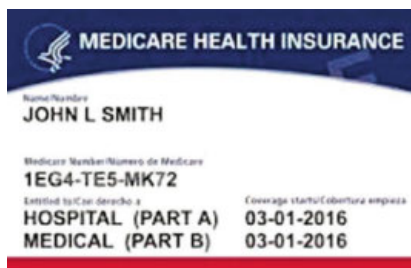 MEDICARE HEALTH INSURANCE
Name/Nombre
JOHN L SMITH
Medicare Number/Número de Medicare
1EG4-TE5-MK72
Entitled to/Con derecho a Coverage starts/Cobertura empieza
HOSPITAL (PART A) 03-01-2016
MEDICAL (PART B) 03-01-2016